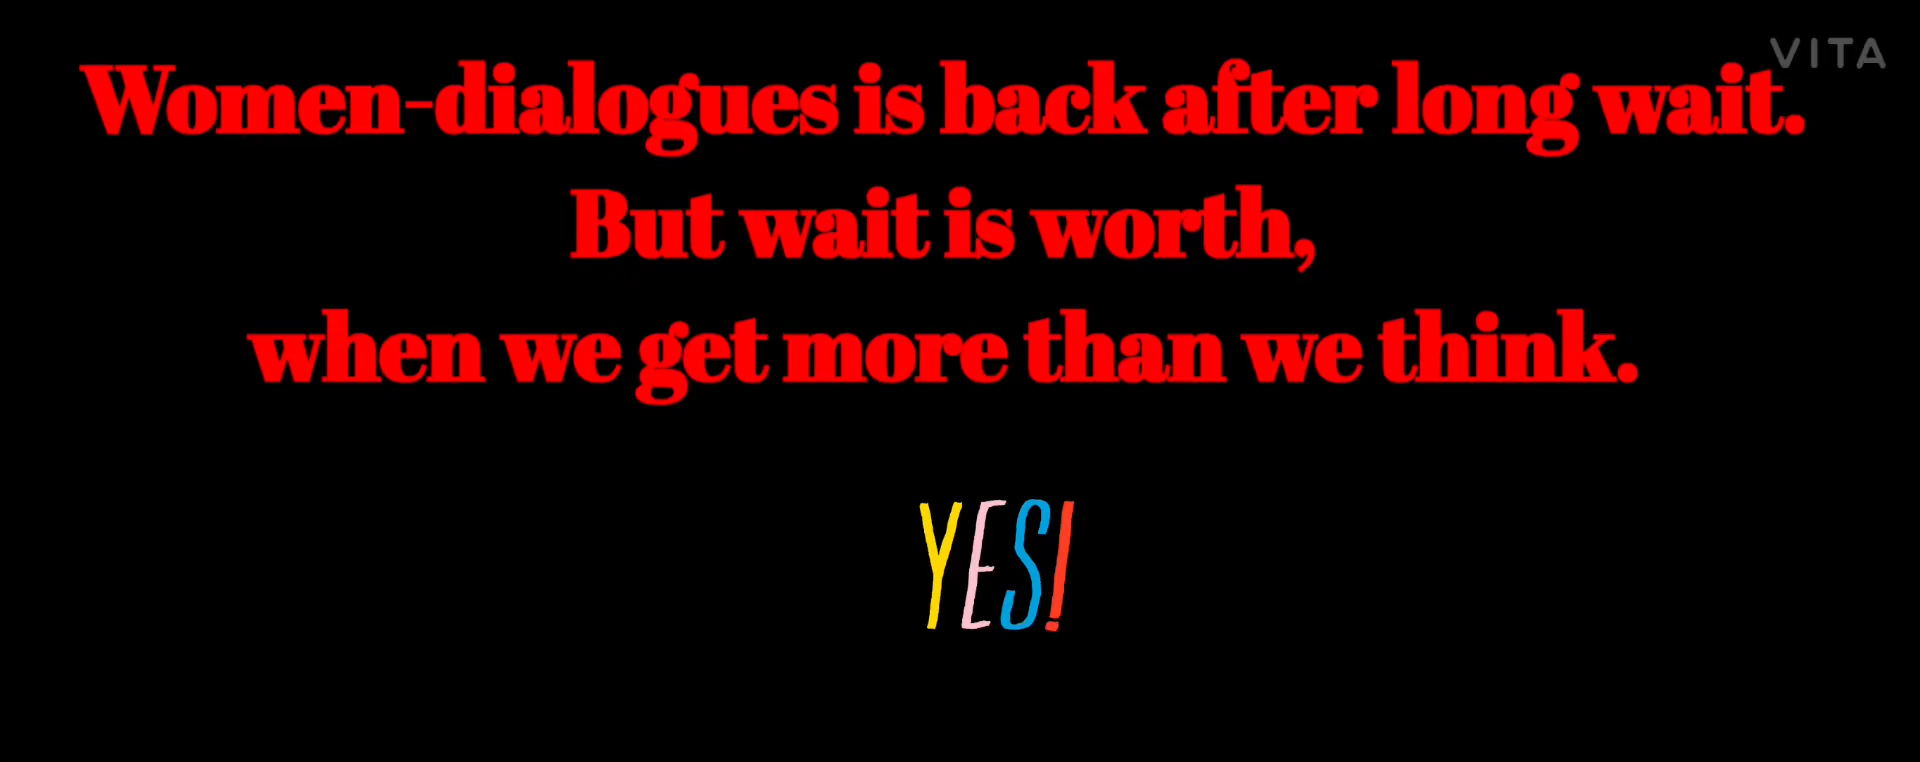 VITA
Women-dialogues is back after long wait.
But wait is worth,
when we get more than we think.
YES!